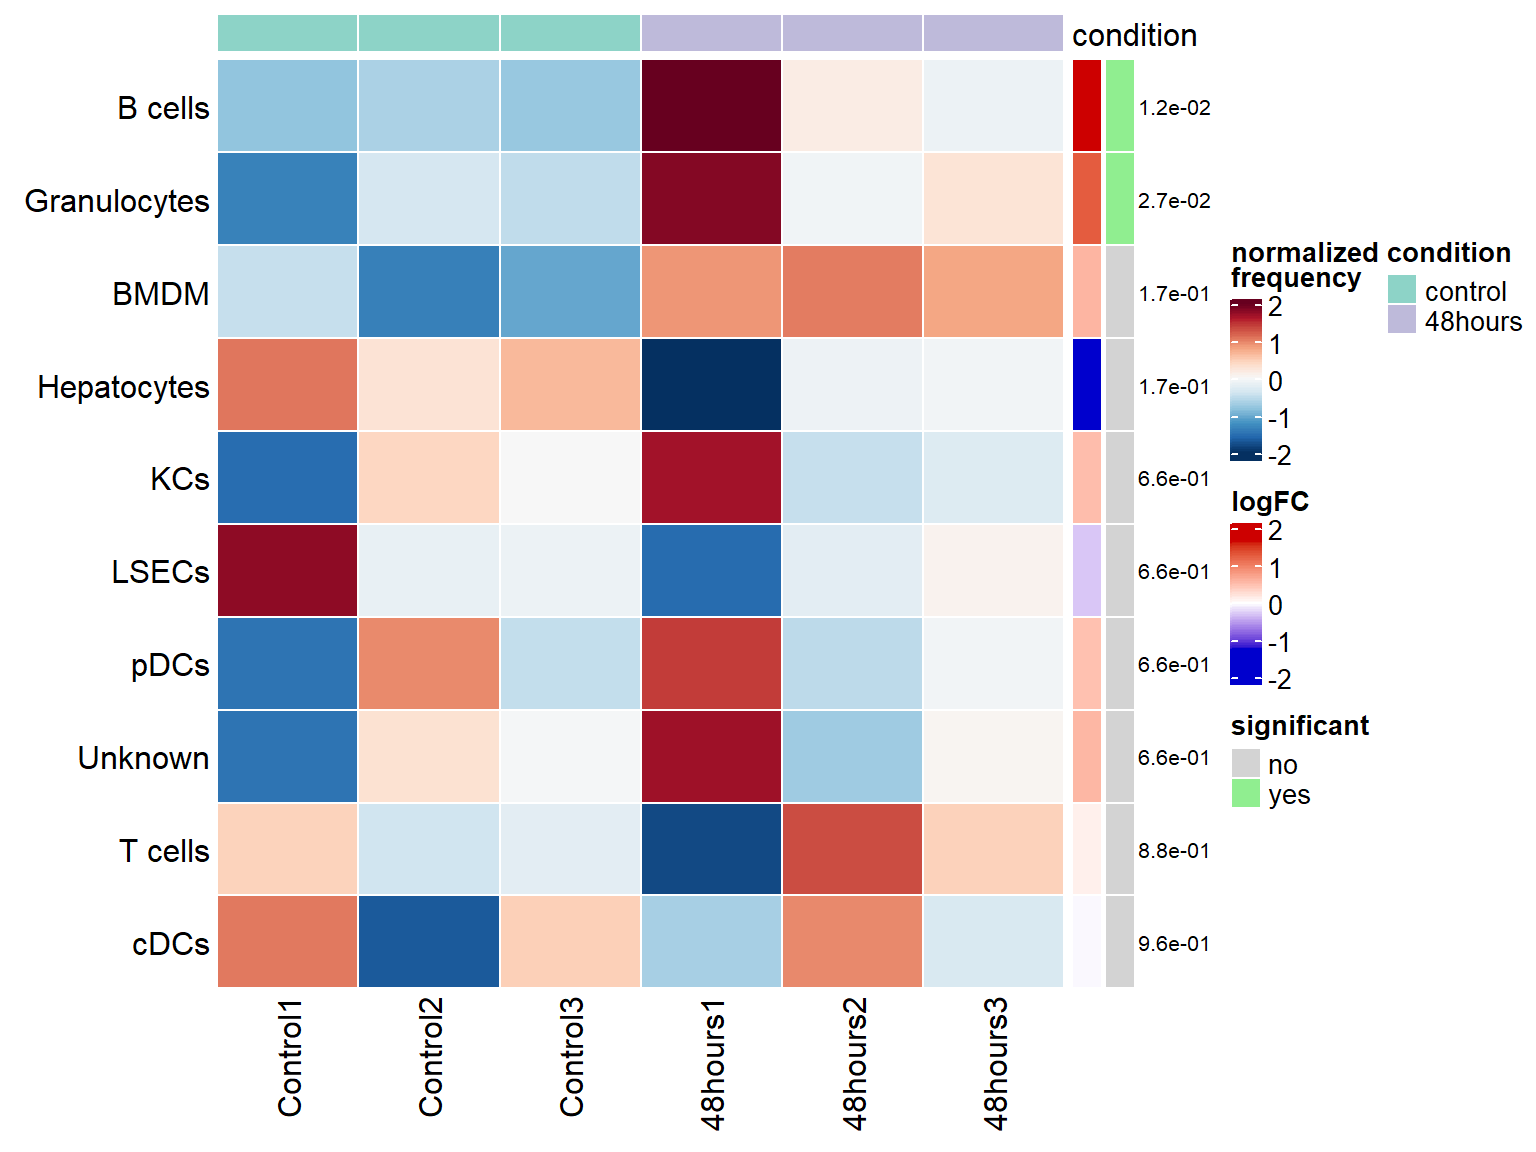 condition
B cells
1.2e-02
Granulocytes
2.7e-02
BMDM
1.7e-01
Hepatocytes
1.7e-01
KCs
6.6e-01
LSECs
6.6e-01
pDCs
6.6e-01
Unknown
6.6e-01
T cells
8.8e-01
cDCs
9.6e-01
Control1
Control2
Control3
48hours1
48hours2
48hours3
normalized
frequency
2
1
0
-1
-2
logFC
2
1
0
-1
-2
significant
no
yes
condition
control
48hours